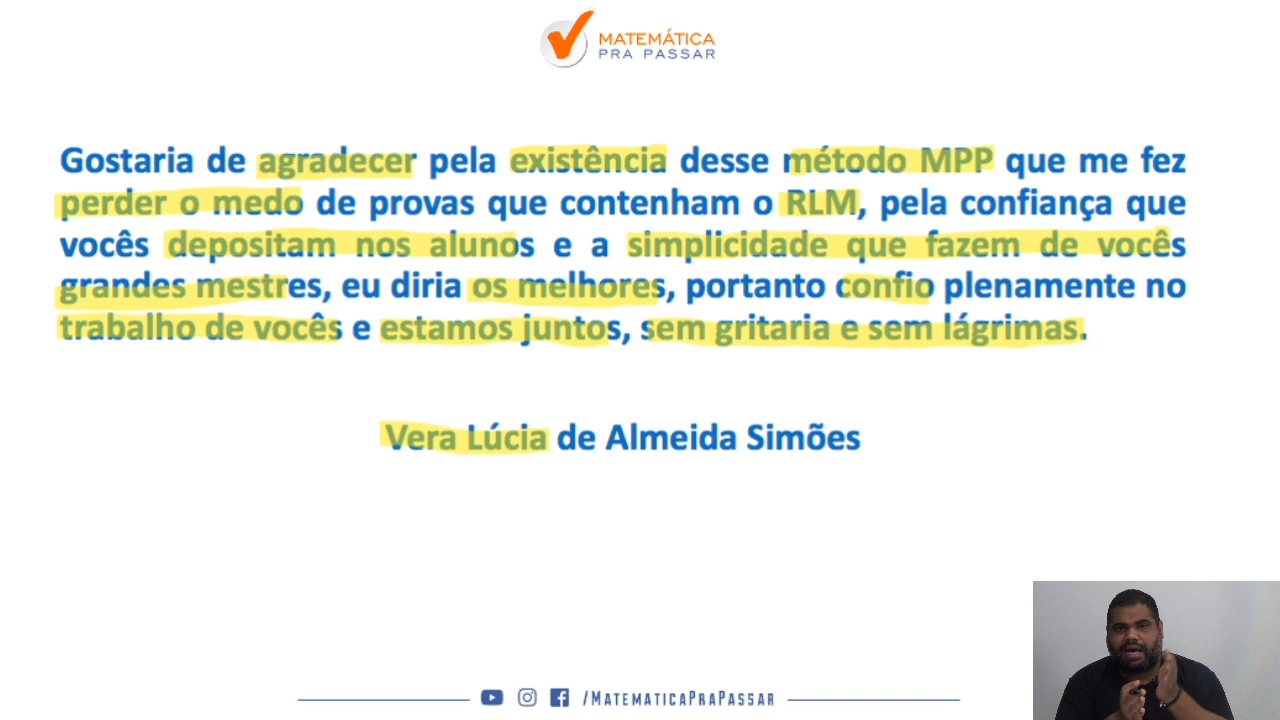 MATEMÁTICA
PRA PASSAR
Gostaria de agradecer pela existência desse método MPP que me fez
perder o medo de provas que contenham o RLM, pela confiança que
vocês depositam nos alunos e a simplicidade que fazem de vocês
grandes mestres, eu diria os melhores, portanto confio plenamente no
trabalho de vocês e estamos juntos, sem gritaria e sem lágrimas.
Vera Lúcia de Almeida Simões
/MATEMATICAPRAPASSAR